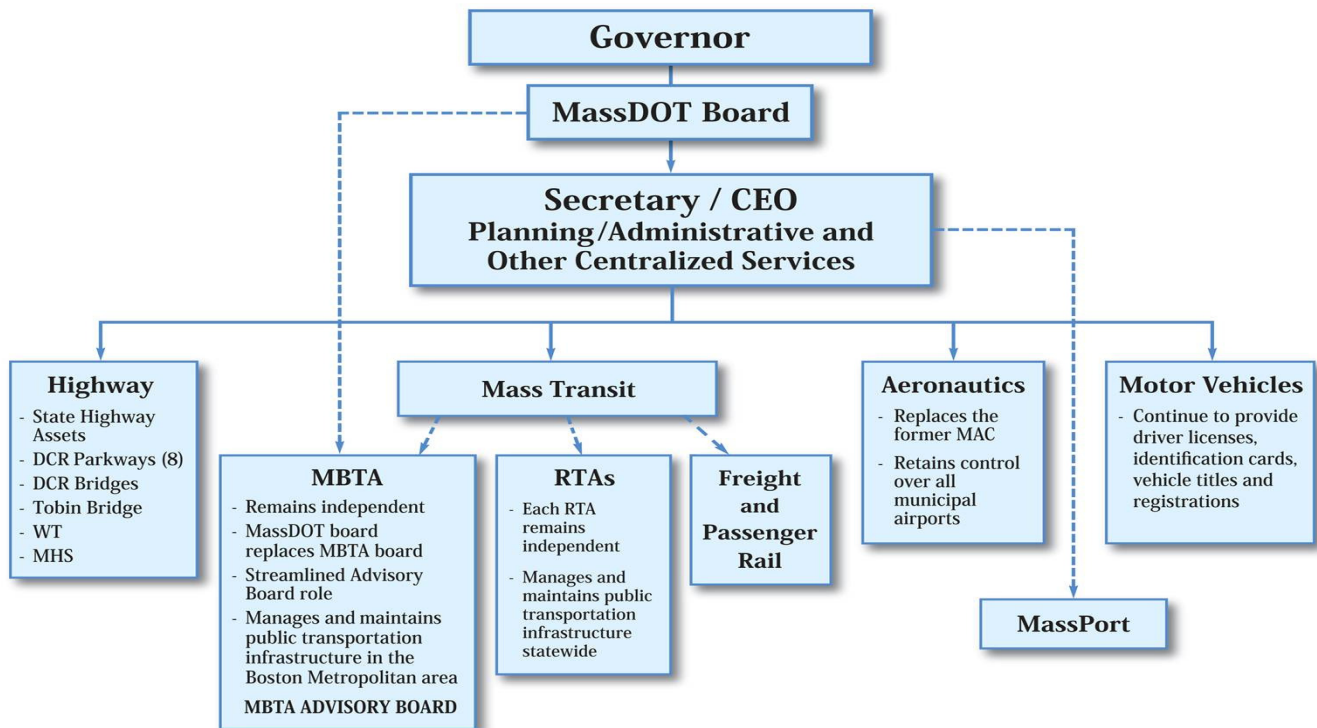 Governor
MassDOT Board
Secretary / CEO
Planning/Administrative and
Other Centralized Services
Highway
- State Highway
Assets
- DCR Parkways (8)
- DCR Bridges
- Tobin Bridge
- WT
- MHS
Mass Transit
MBTA
- Remains independent
- MassDOT board
replaces MBTA board
- Streamlined Advisory
Board role
- Manages and maintains
public transportation
infrastructure in the
Boston Metropolitan area
MBTA ADVISORY BOARD
RTAs
- Each RTA
remains
independent
- Manages and
maintains public
transportation
infrastructure
statewide
Freight
and
Passenger
Rail
Aeronautics
- Replaces the
former MAC
- Retains control
over all
municipal
airports
Motor Vehicles
- Continue to provide
driver licenses,
identification cards,
vehicle titles and
registrations
MassPort